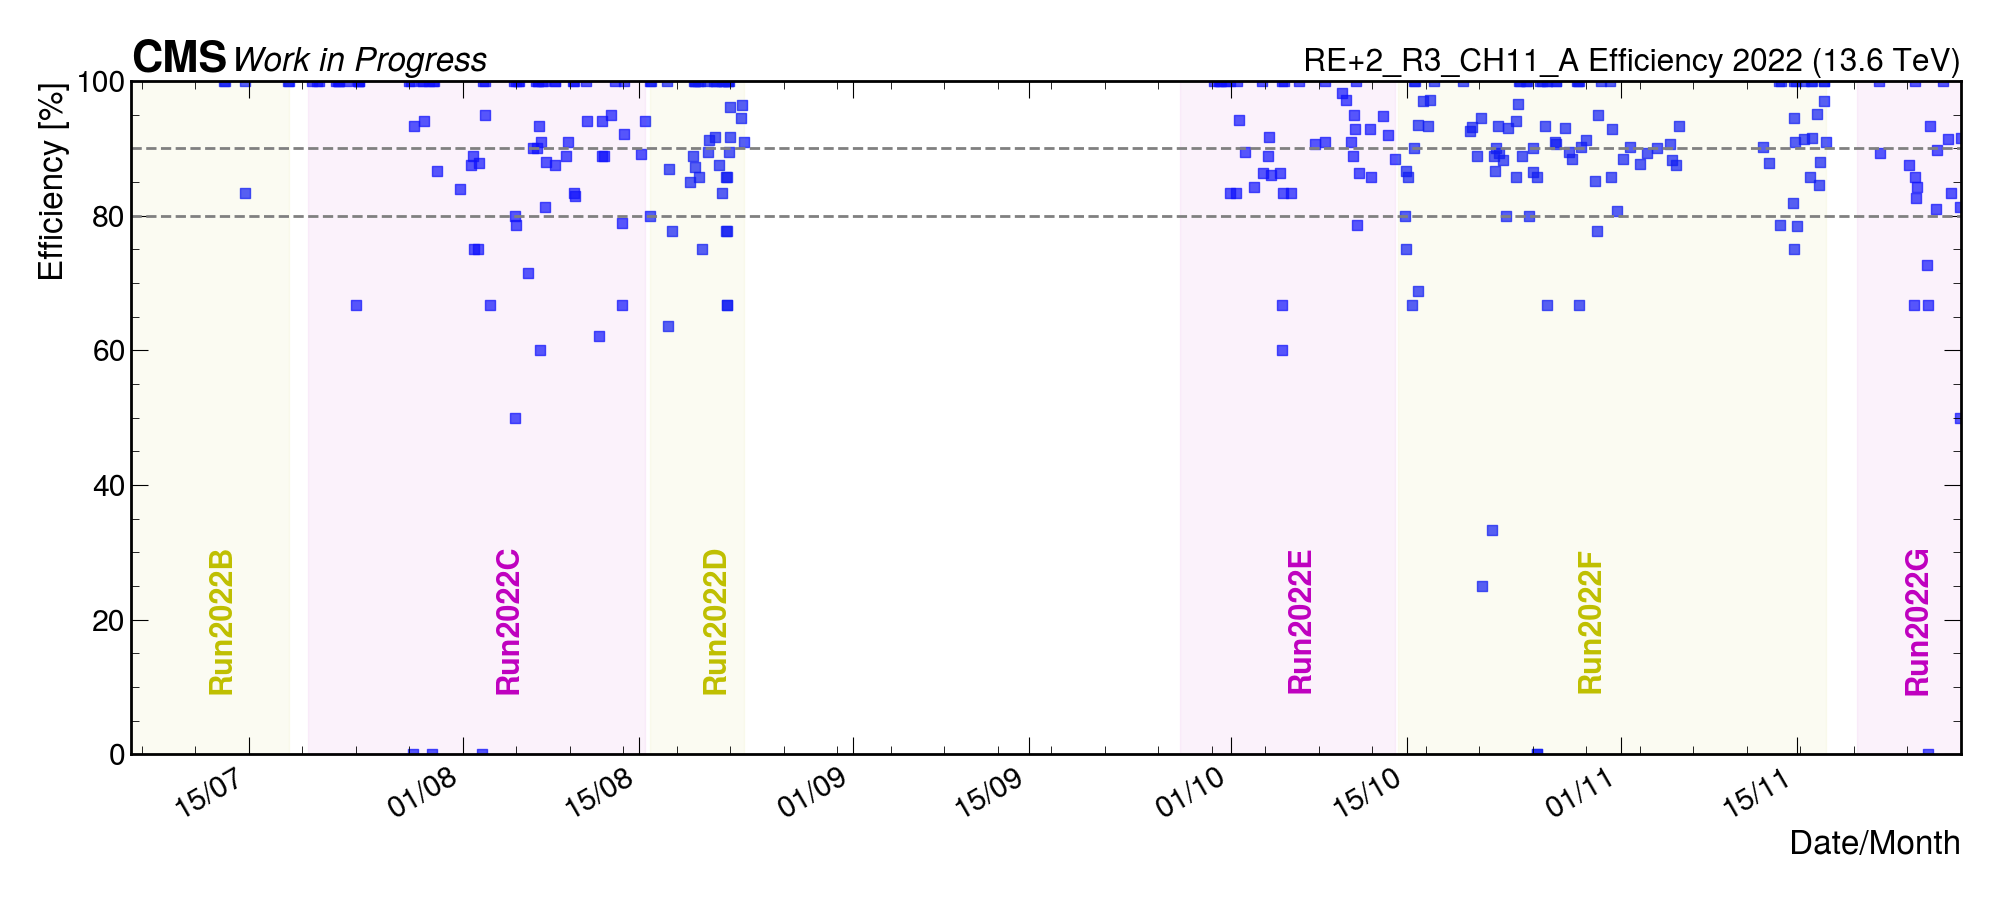 CMS Work in Progress
RE+2_R3_CH11_A Efficiency 2022 (13.6 TeV)
Efficiency [%]
100
80
60
40
20
0
Run2022B
Run2022C
Run2022D
Run2022E
Run2022F
Run2022G
15/07
01/08
15/08
01/09
15/09
01/10
15/10
01/11
15/11
Date/Month